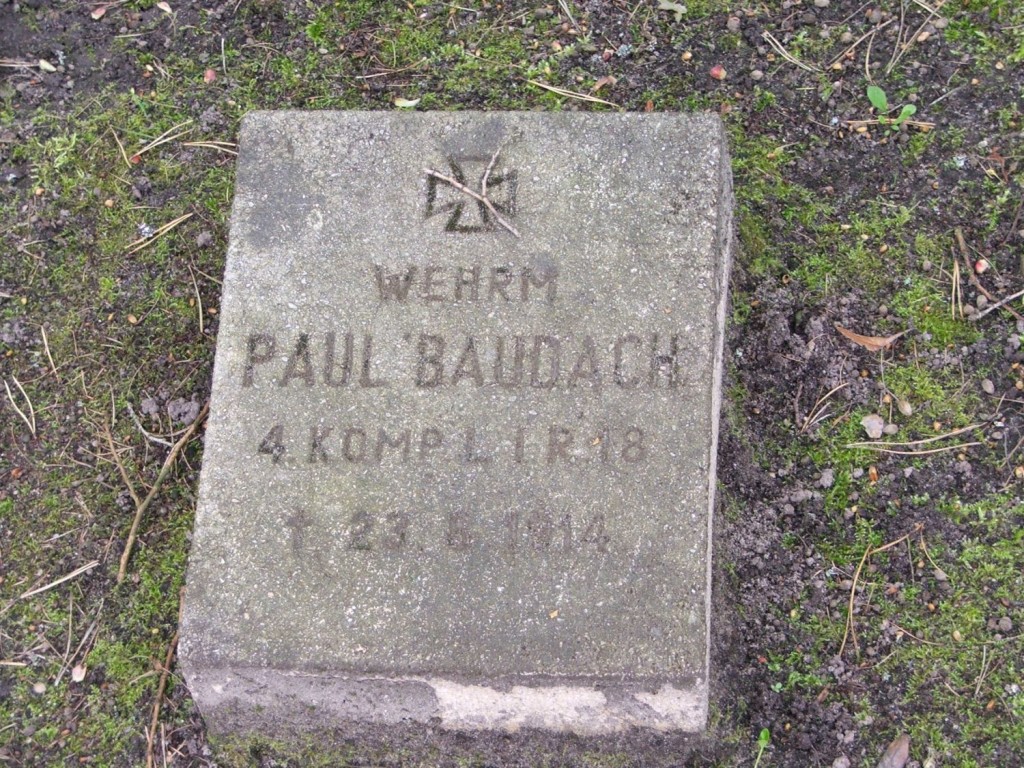 WEHRM
PAUL BAUDACH
4. KOMP. L. I. R. 18
† 23. 8. 1914